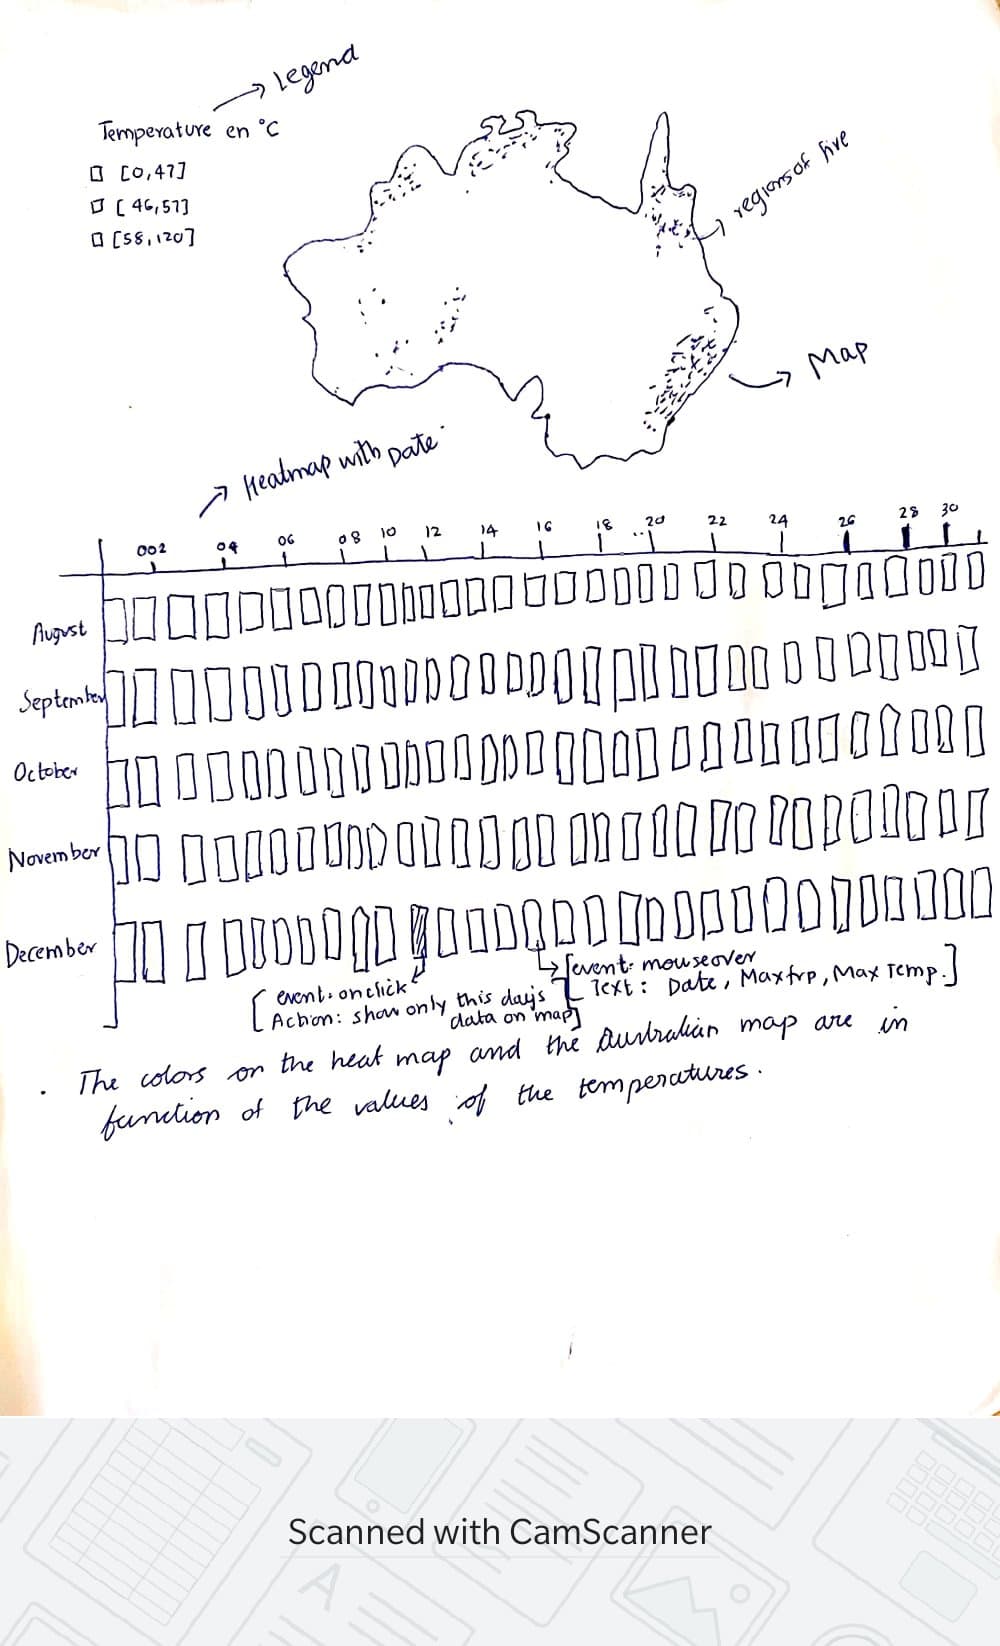 Legend
Temperature en °C
[0,47]
[46,57]
[58,120]
regions of fire
Map
Heatmap with Date
002 04 06 08 10 12 14 16 18 .. 20 22 24 26 28 30
August
September
October
November
December
[event: onclick
Action: show only this day's
data on map]
[event: mouseover
Text: Date, Maxfrp, Max Temp.]
. The colors on the heat map and the Australian map are in
function of the values of the temperatures.
Scanned with CamScanner